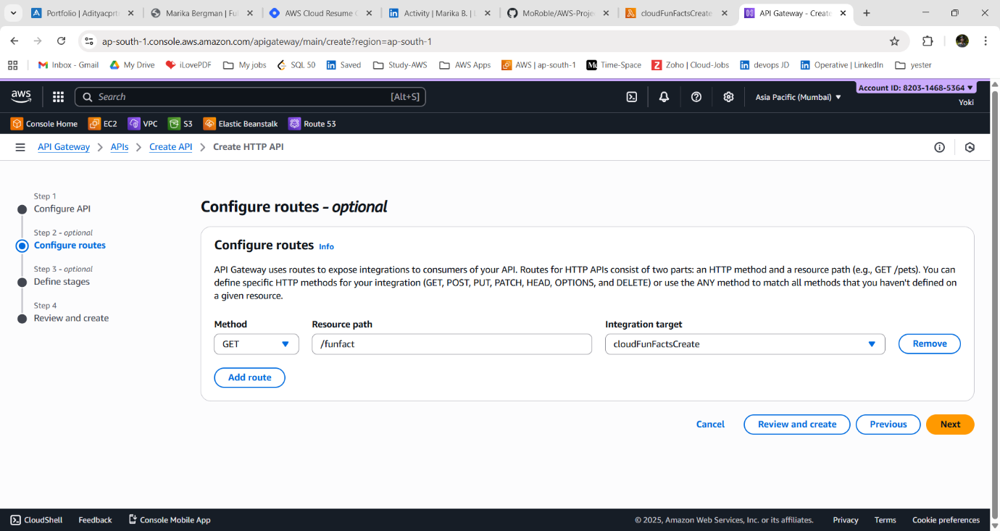 Portfolio | Adityacprt
Marika Bergman | Ful
AWS Cloud Resume C
Activity | Marika B. | L
MoRoble/AWS-Projec
cloudFunFactsCreate
API Gateway - Create
ap-south-1.console.aws.amazon.com/apigateway/main/create?region=ap-south-1
Inbox - Gmail
My Drive
iLovePDF
My jobs
SQL 50
Saved
Study-AWS
AWS Apps
AWS | ap-south-1
Time-Space
Zoho | Cloud-Jobs
devops JD
Operative | LinkedIn
yester
aws
Search
[Alt+S]
Asia Pacific (Mumbai)
Account ID: 8203-1468-5364
Yoki
Console Home
EC2
VPC
S3
Elastic Beanstalk
Route 53
API Gateway
APIs
Create API
Create HTTP API
Step 1
Configure API
Step 2 - optional
Configure routes
Step 3 - optional
Define stages
Step 4
Review and create
Configure routes - optional
Configure routes Info
API Gateway uses routes to expose integrations to consumers of your API. Routes for HTTP APIs consist of two parts: an HTTP method and a resource path (e.g., GET /pets). You can
define specific HTTP methods for your integration (GET, POST, PUT, PATCH, HEAD, OPTIONS, and DELETE) or use the ANY method to match all methods that you haven't defined on
a given resource.
Method
Resource path
Integration target
GET
/funfact
cloudFunFactsCreate
Remove
Add route
Cancel
Review and create
Previous
Next
CloudShell
Feedback
Console Mobile App
© 2025, Amazon Web Services, Inc. or its affiliates.
Privacy
Terms
Cookie preferences